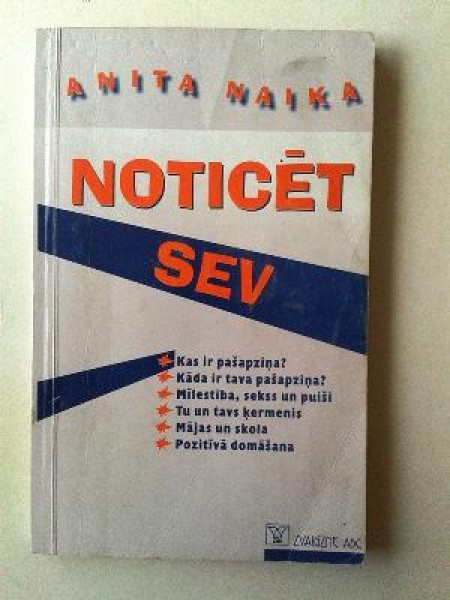 ANITA NAIKA
NOTICĒT
SEV
Kas ir pašapziņa?
Kāda ir tava pašapziņa?
Mīlestība, sekss un puiši
Tu un tavs ķermenis
Mājas un skola
Pozitīvā domāšana
ZVAIGZNE ABC